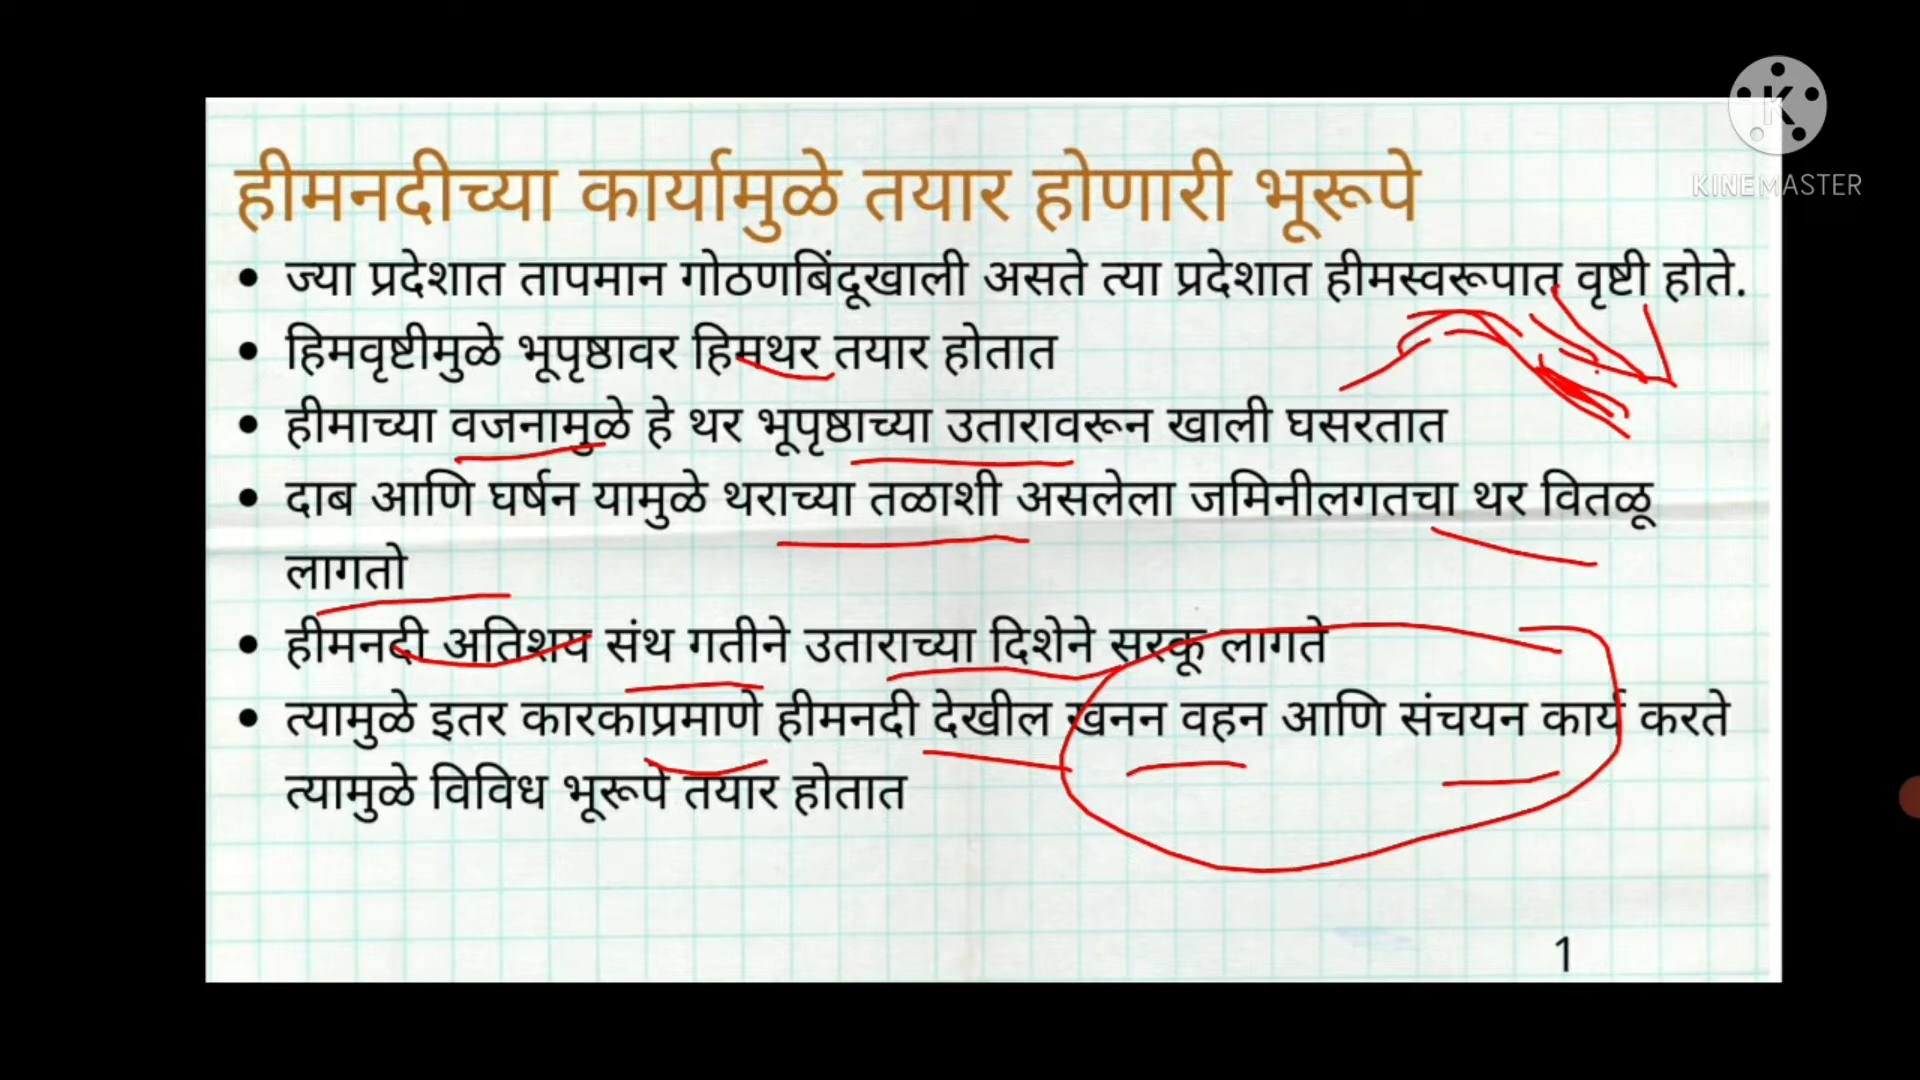 हीमनदीच्या कार्यामुळे तयार होणारी भूरूपे
• ज्या प्रदेशात तापमान गोठणबिंदूखाली असते त्या प्रदेशात हीमस्वरूपात वृष्टी होते.
• हिमवृष्टीमुळे भूपृष्ठावर हिमथर तयार होतात
• हीमाच्या वजनामुळे हे थर भूपृष्ठाच्या उतारावरून खाली घसरतात
• दाब आणि घर्षन यामुळे थराच्या तळाशी असलेला जमिनीलगतचा थर वितळू
लागतो
• हीमनदी अतिशय संथ गतीने उताराच्या दिशेने सरकू लागते
• त्यामुळे इतर कारकाप्रमाणे हीमनदी देखील खनन वहन आणि संचयन कार्य करते
त्यामुळे विविध भूरूपे तयार होतात
1
K
KINEMASTER